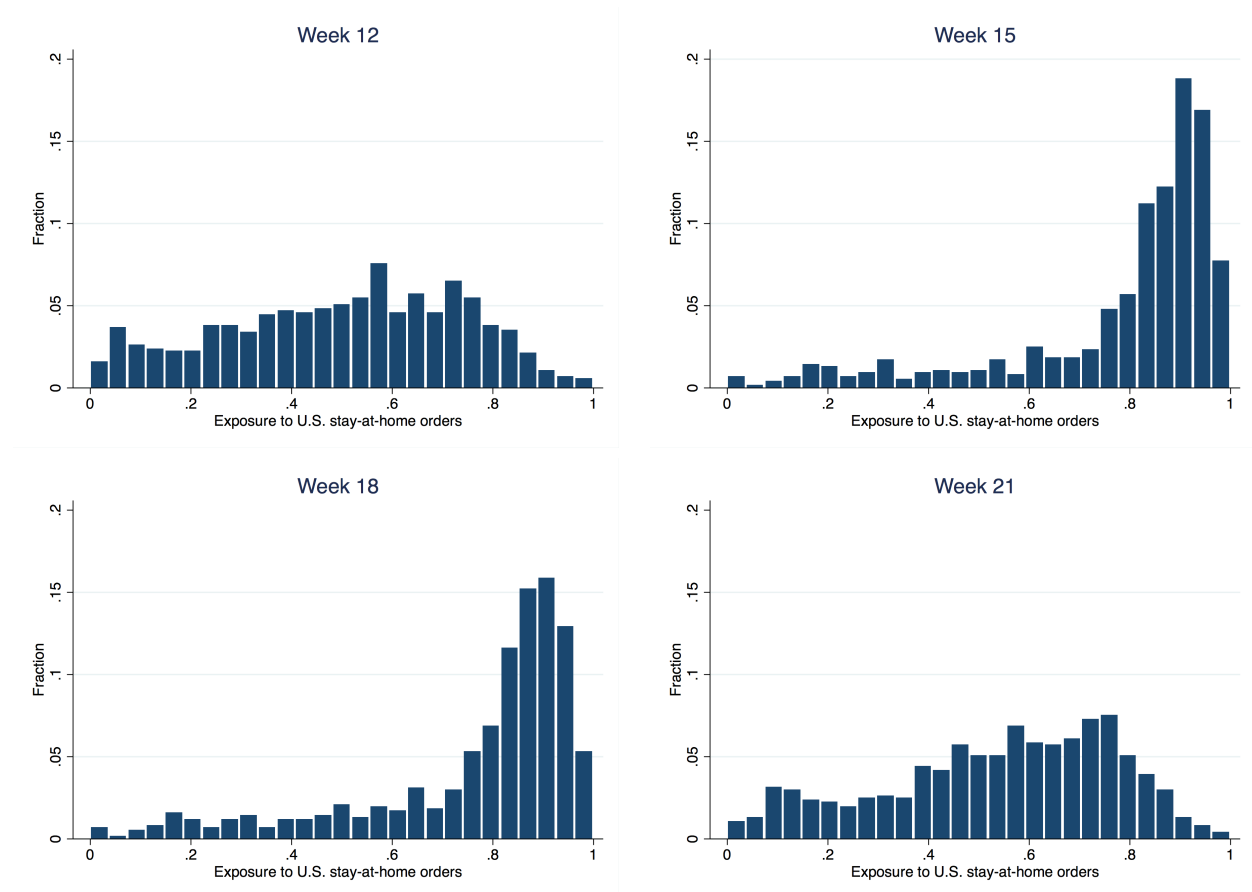 Week 12
Fraction
.2
.15
.1
.05
0
0 .2 .4 .6 .8 1
Exposure to U.S. stay-at-home orders
Week 15
Fraction
.2
.15
.1
.05
0
0 .2 .4 .6 .8 1
Exposure to U.S. stay-at-home orders
Week 18
Fraction
.2
.15
.1
.05
0
0 .2 .4 .6 .8 1
Exposure to U.S. stay-at-home orders
Week 21
Fraction
.2
.15
.1
.05
0
0 .2 .4 .6 .8 1
Exposure to U.S. stay-at-home orders